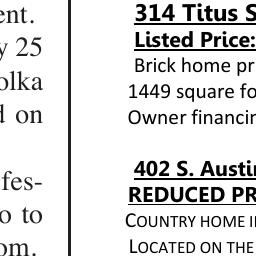 ent.
y 25
olka
d on
fes-
o to
om.
314 Titus S
Listed Price:
Brick home pr
1449 square fo
Owner financin
402 S. Austi
REDUCED PR
COUNTRY HOME I
LOCATED ON THE